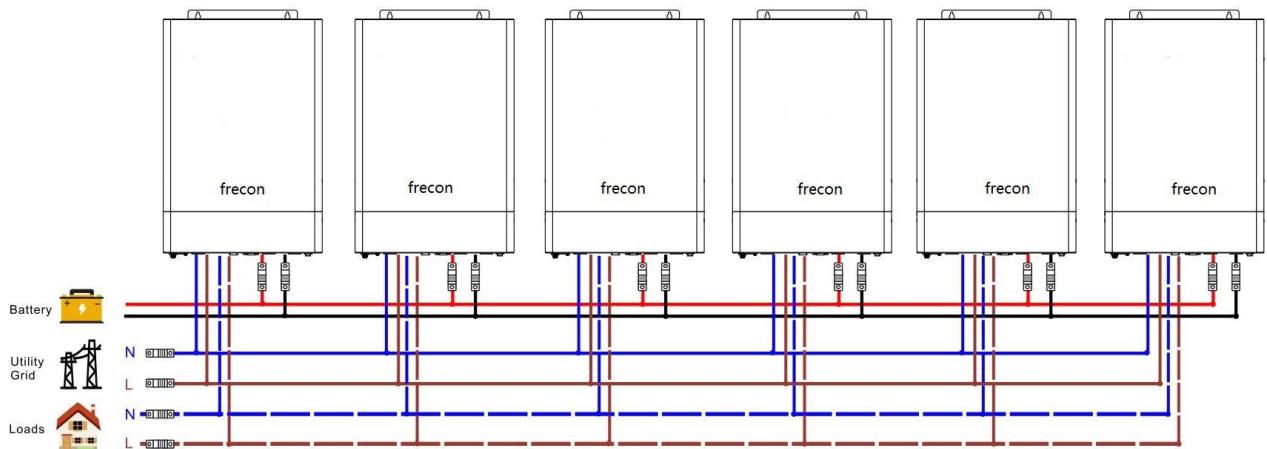 frecon
frecon
frecon
frecon
frecon
frecon
Battery
+ -
Utility
Grid
N
L
Loads
N
L